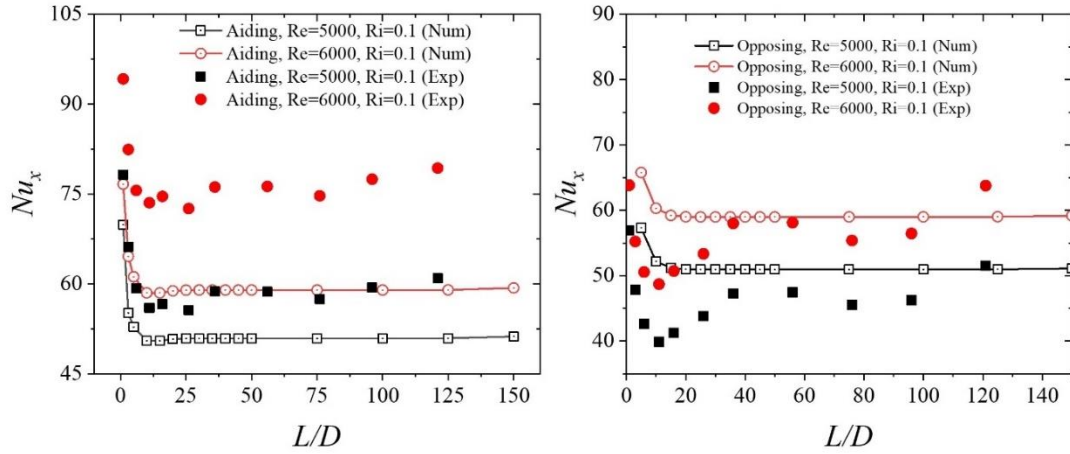 Aiding, Re=5000, Ri=0.1 (Num)
Aiding, Re=6000, Ri=0.1 (Num)
Aiding, Re=5000, Ri=0.1 (Exp)
Aiding, Re=6000, Ri=0.1 (Exp)
105
90
75
60
45
Nux
0 25 50 75 100 125 150
L/D
Opposing, Re=5000, Ri=0.1 (Num)
Opposing, Re=6000, Ri=0.1 (Num)
Opposing, Re=5000, Ri=0.1 (Exp)
Opposing, Re=6000, Ri=0.1 (Exp)
90
80
70
60
50
40
Nux
0 20 40 60 80 100 120 140
L/D